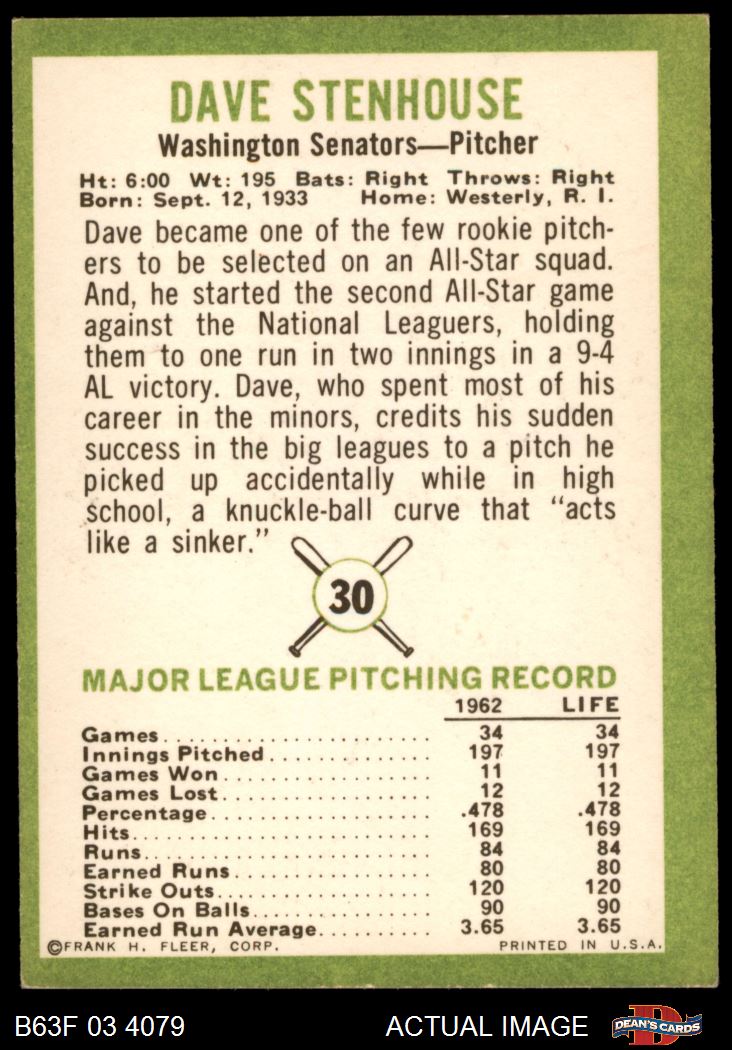 DAVE STENHOUSE
Washington Senators—Pitcher
Ht: 6:00 Wt: 195 Bats: Right Throws: Right
Born: Sept. 12, 1933 Home: Westerly, R. I.
Dave became one of the few rookie pitch-
ers to be selected on an All-Star squad.
And, he started the second All-Star game
against the National Leaguers, holding
them to one run in two innings in a 9-4
AL victory. Dave, who spent most of his
career in the minors, credits his sudden
success in the big leagues to a pitch he
picked up accidentally while in high
school, a knuckle-ball curve that “acts
like a sinker.”
30
MAJOR LEAGUE PITCHING RECORD
1962 LIFE
Games........................ 34 34
Innings Pitched............... 197 197
Games Won................... 11 11
Games Lost................... 12 12
Percentage.................... .478 .478
Hits........................... 169 169
Runs.......................... 84 84
Earned Runs.................. 80 80
Strike Outs................... 120 120
Bases On Balls................ 90 90
Earned Run Average.......... 3.65 3.65
©FRANK H. FLEER, CORP. PRINTED IN U.S.A.
B63F 03 4079 ACTUAL IMAGE D DEAN'S CARDS